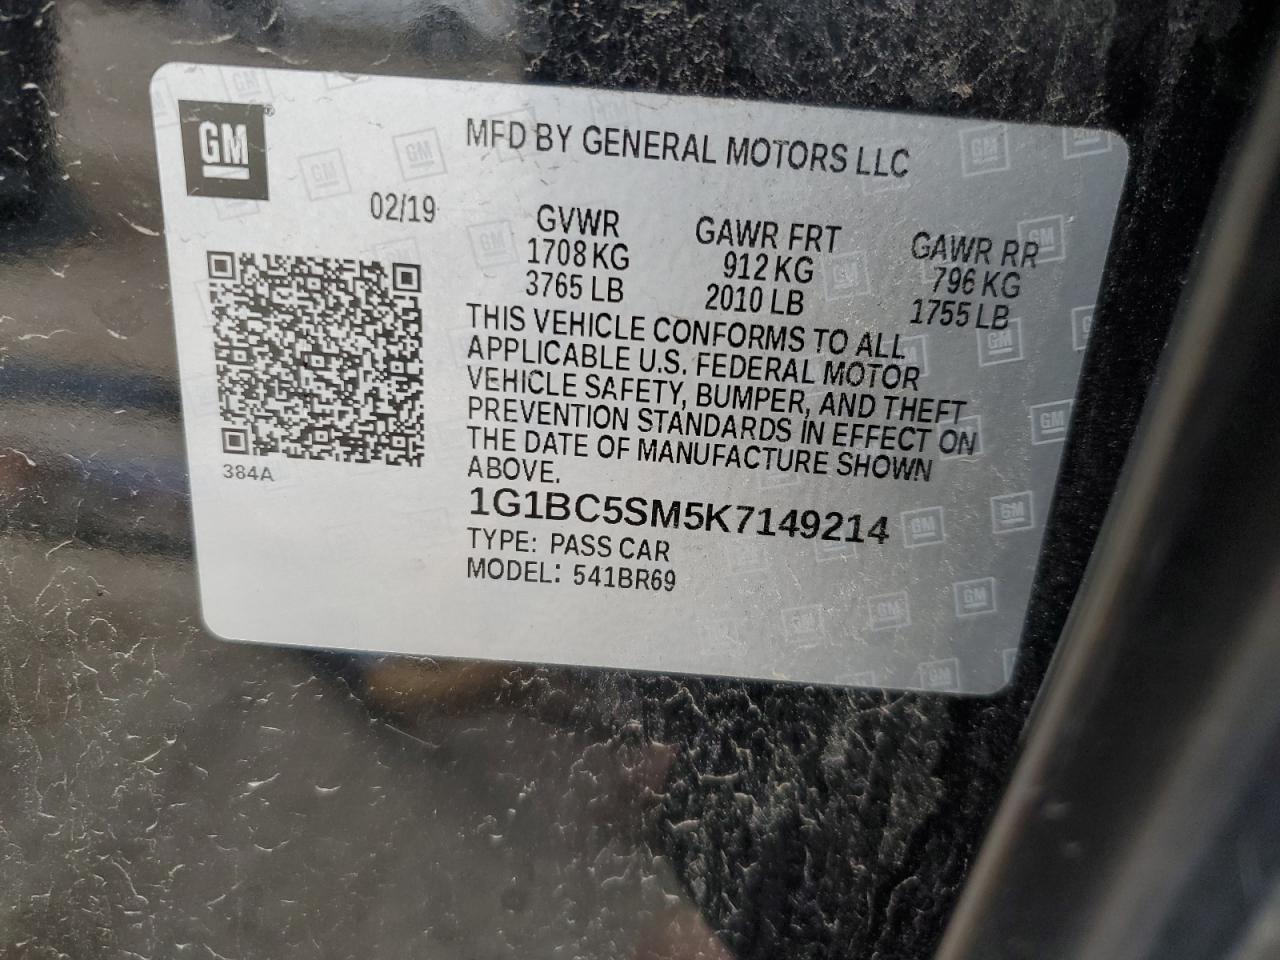 GM
MFD BY GENERAL MOTORS LLC
02/19
GVWR GAWR FRT GAWR RR
1708 KG 912 KG 796 KG
3765 LB 2010 LB 1755 LB
THIS VEHICLE CONFORMS TO ALL
APPLICABLE U.S. FEDERAL MOTOR
VEHICLE SAFETY, BUMPER, AND THEFT
PREVENTION STANDARDS IN EFFECT ON
THE DATE OF MANUFACTURE SHOWN
ABOVE.
384A
1G1BC5SM5K7149214
TYPE: PASS CAR
MODEL: 541BR69